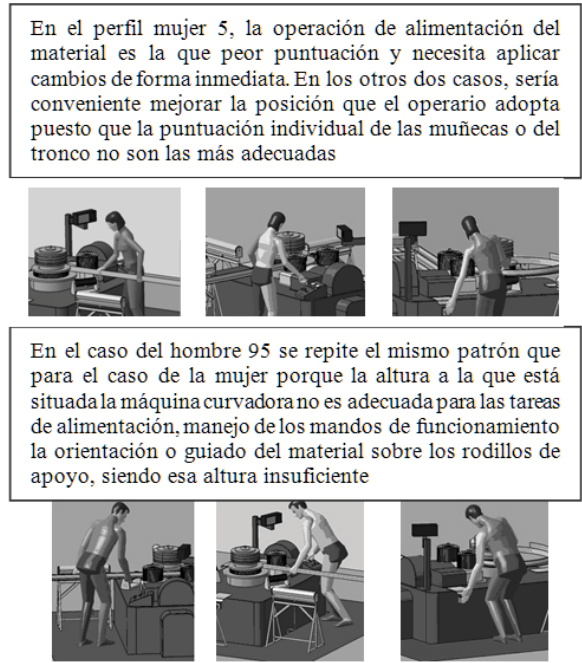 En el perfil mujer 5, la operación de alimentación del
material es la que peor puntuación y necesita aplicar
cambios de forma inmediata. En los otros dos casos, sería
conveniente mejorar la posición que el operario adopta
puesto que la puntuación individual de las muñecas o del
tronco no son las más adecuadas
En el caso del hombre 95 se repite el mismo patrón que
para el caso de la mujer porque la altura a la que está
situada la máquina curvadora no es adecuada para las tareas
de alimentación, manejo de los mandos de funcionamiento
la orientación o guiado del material sobre los rodillos de
apoyo, siendo esa altura insuficiente